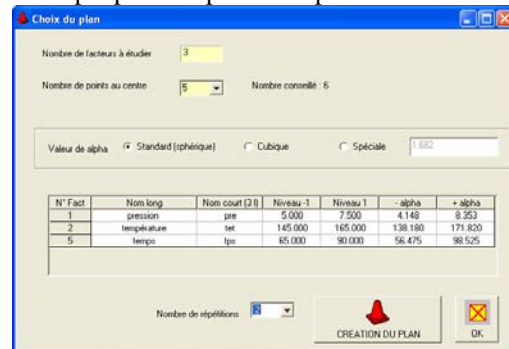 Choix du plan
Nombre de facteurs à étudier 3
Nombre de points au centre 5 Nombre conseillé : 6
Valeur de alpha Standard (sphérique) Cubique Spéciale 1.682
N° Fact Nom long Nom court (3 l) Niveau -1 Niveau 1 - alpha + alpha
1 pression pre 5.000 7.500 4.148 8.353
2 température tet 145.000 165.000 138.180 171.820
5 temps tps 65.000 90.000 56.475 98.525
Nombre de répétitions 2
CREATION DU PLAN OK